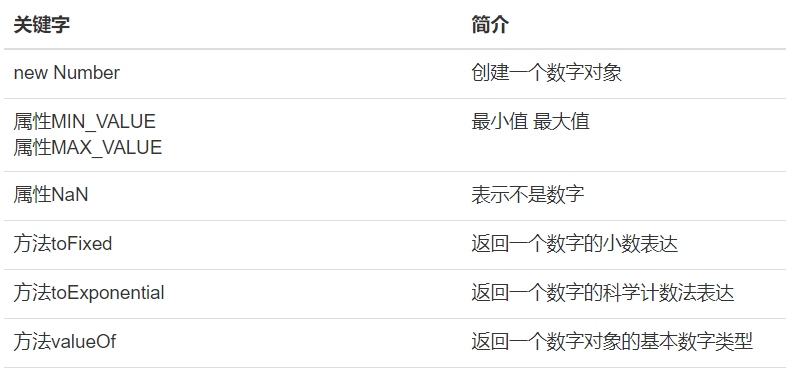 关键字 简介
new Number 创建一个数字对象
属性MIN_VALUE 最小值 最大值
属性MAX_VALUE
属性NaN 表示不是数字
方法toFixed 返回一个数字的小数表达
方法toExponential 返回一个数字的科学计数法表达
方法valueOf 返回一个数字对象的基本数字类型